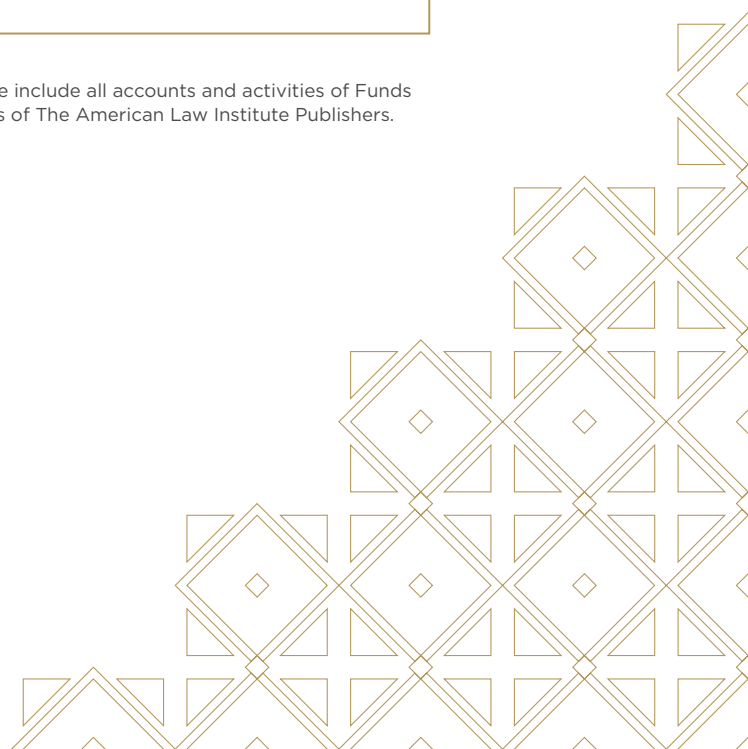 e include all accounts and activities of Funds
s of The American Law Institute Publishers.